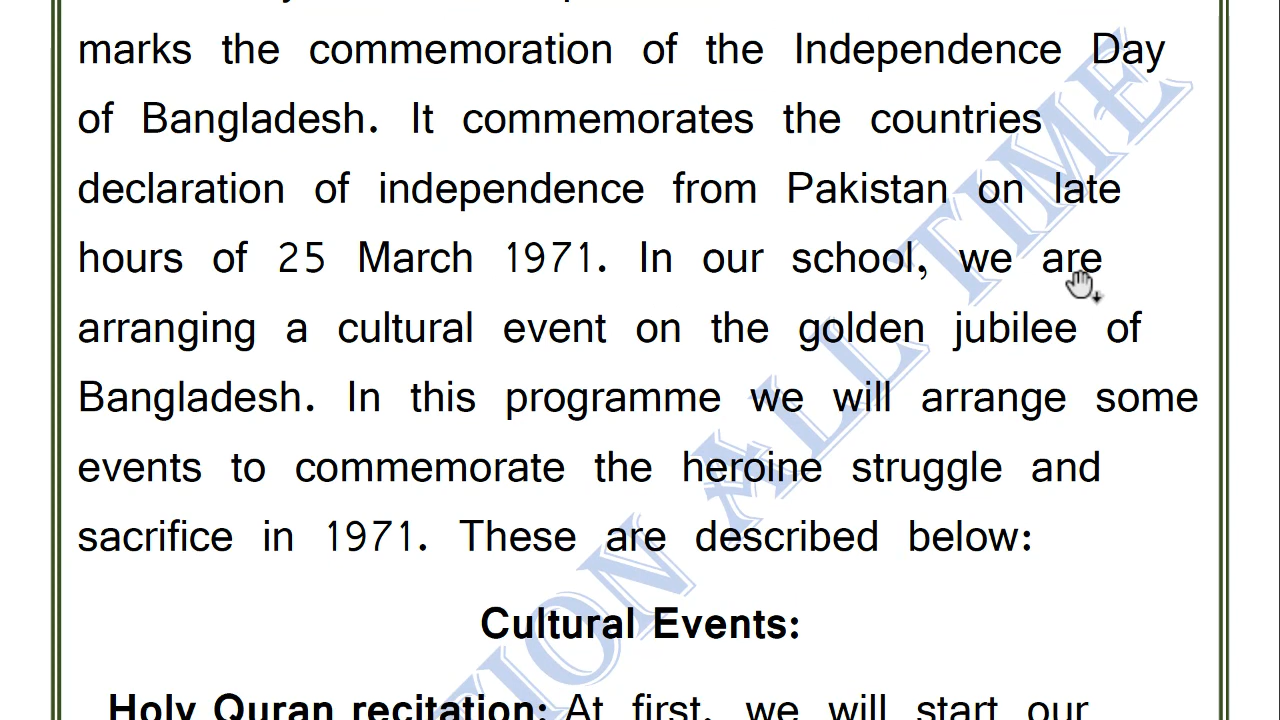 marks the commemoration of the Independence Day
of Bangladesh. It commemorates the countries
declaration of independence from Pakistan on late
hours of 25 March 1971. In our school, we are
arranging a cultural event on the golden jubilee of
Bangladesh. In this programme we will arrange some
events to commemorate the heroine struggle and
sacrifice in 1971. These are described below:
Cultural Events:
Holy Quran recitation: At first, we will start our
TION ALL TIME